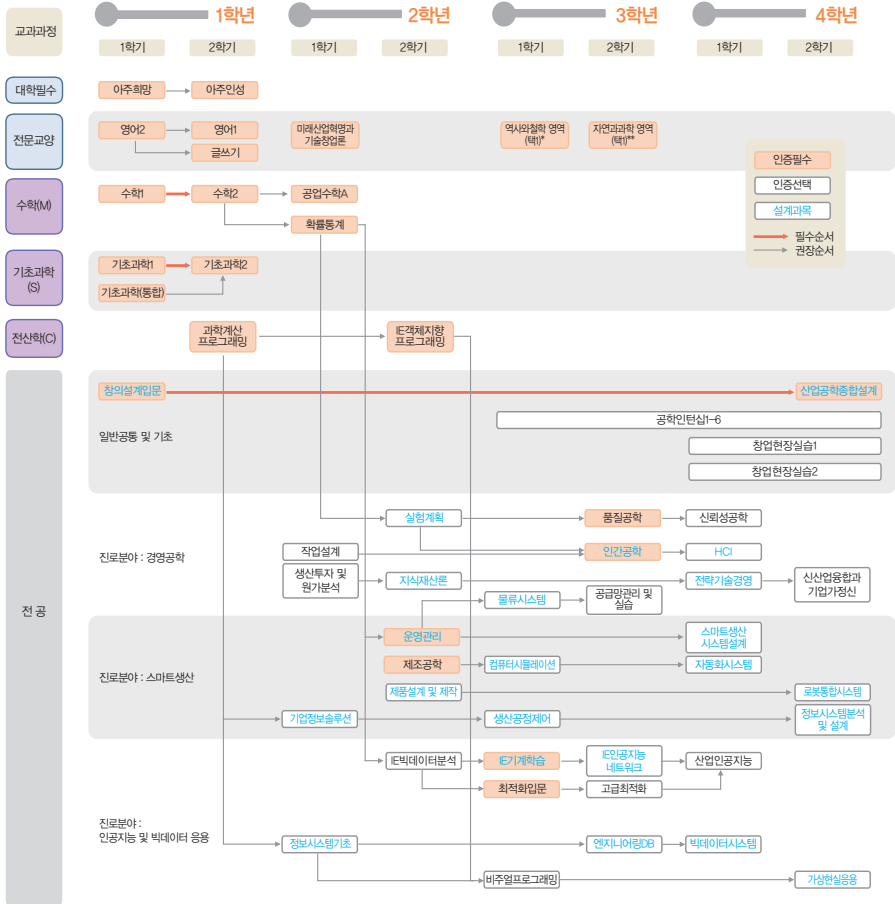 교과과정
1학년
2학년
3학년
4학년
1학기
2학기
1학기
2학기
1학기
2학기
1학기
2학기
대학필수
아주희망
아주인성
전문교양
영어2
영어1
글쓰기
미래산업혁명과
기술창업론
역사와철학 영역
(택1)*
자연과과학 영역
(택1)**
인증필수
인증선택
설계과목
필수순서
권장순서
수학(M)
수학1
수학2
공업수학A
확률통계
기초과학
(S)
기초과학1
기초과학2
기초과학(통합)
전산학(C)
과학계산
프로그래밍
IE객체지향
프로그래밍
전 공
일반공통 및 기초
창의설계입문
산업공학종합설계
공학인턴십1-6
창업현장실습1
창업현장실습2
진로분야 : 경영공학
실험계획
품질공학
신뢰성공학
작업설계
인간공학
HCI
생산투자 및
원가분석
지식재산론
전략기술경영
신산업융합과
기업가정신
물류시스템
공급망관리 및
실습
진로분야 : 스마트생산
운영관리
스마트생산
시스템설계
제조공학
컴퓨터시뮬레이션
자동화시스템
제품설계 및 제작
로봇통합시스템
기업정보솔루션
생산공정제어
정보시스템분석
및 설계
진로분야 :
인공지능 및 빅데이터 응용
IE빅데이터분석
IE기계학습
IE인공지능
네트워크
산업인공지능
최적화입문
고급최적화
정보시스템기초
엔지니어링DB
빅데이터시스템
비주얼프로그래밍
가상현실응용